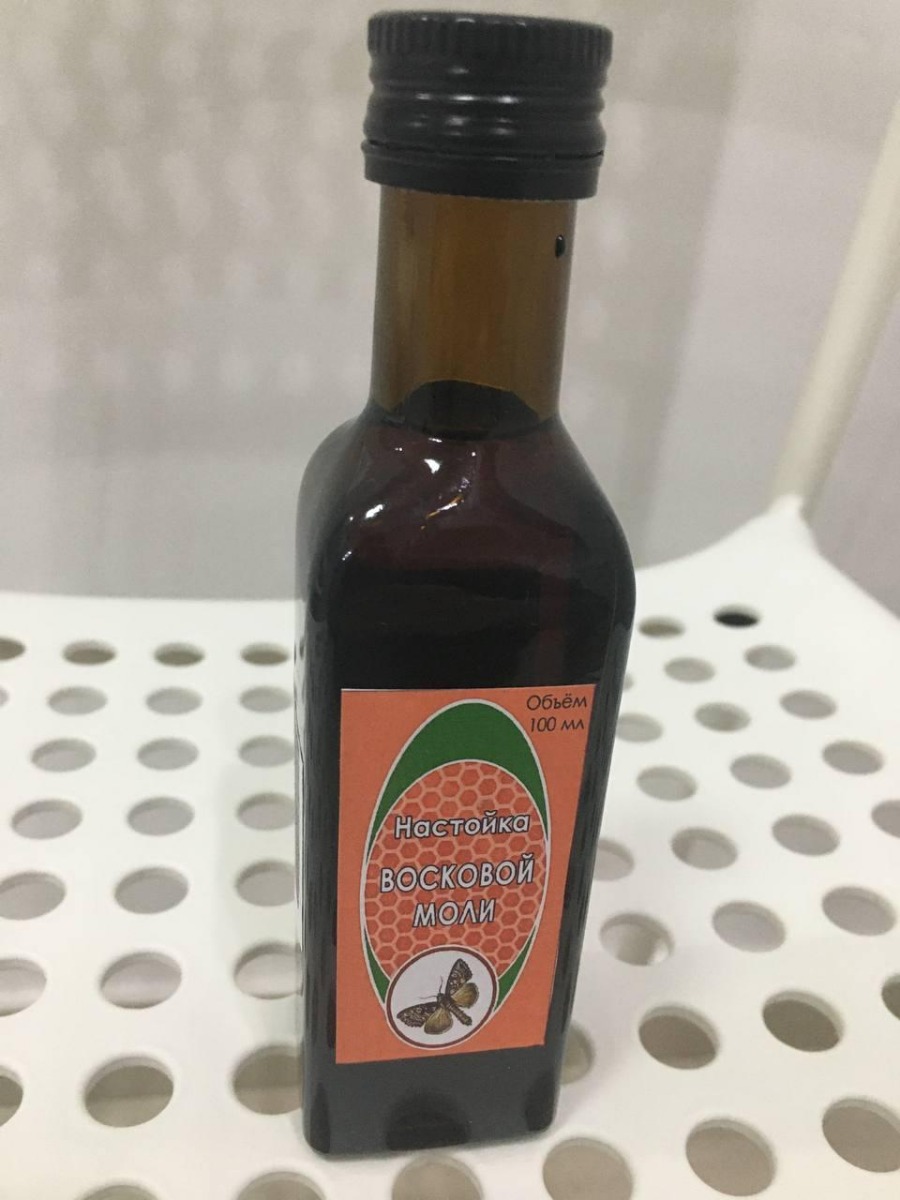 Объём
100 мл
Настойка
ВОСКОВОЙ
МОЛИ